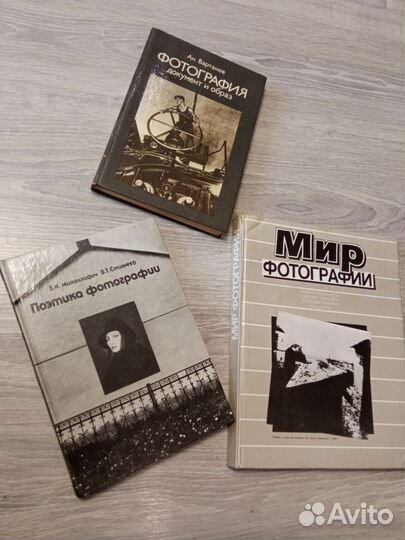 Ан. Вартанов
ФОТОГРАФИЯ
документ и образ
В.И. Михалкович В.Т. Стигнеев
Поэтика фотографии
Мир
ФОТОГРАФИИ
МИР ФОТОГРАФИИ
Avito